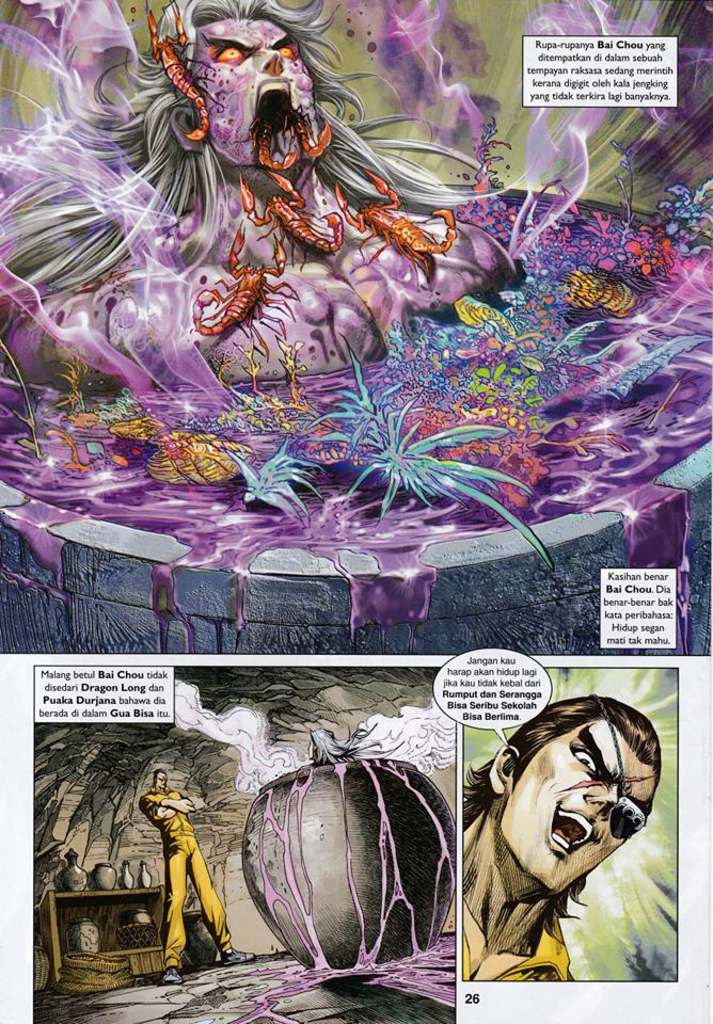 Rupa-rupanya Bai Chou yang
ditempatkan di dalam sebuah
tempayan raksasa sedang merintih
kerana digigit oleh kala jengking
yang tidak terkira lagi banyaknya.
Kasihan benar
Bai Chou. Dia
benar-benar bak
kata peribahasa:
Hidup segan
mati tak mahu.
Malang betul Bai Chou tidak
disedari Dragon Long dan
Puaka Durjana bahawa dia
berada di dalam Gua Bisa itu.
Jangan kau
harap akan hidup lagi
jika kau tidak kebal dari
Rumput dan Serangga
Bisa Seribu Sekolah
Bisa Berlima.
26